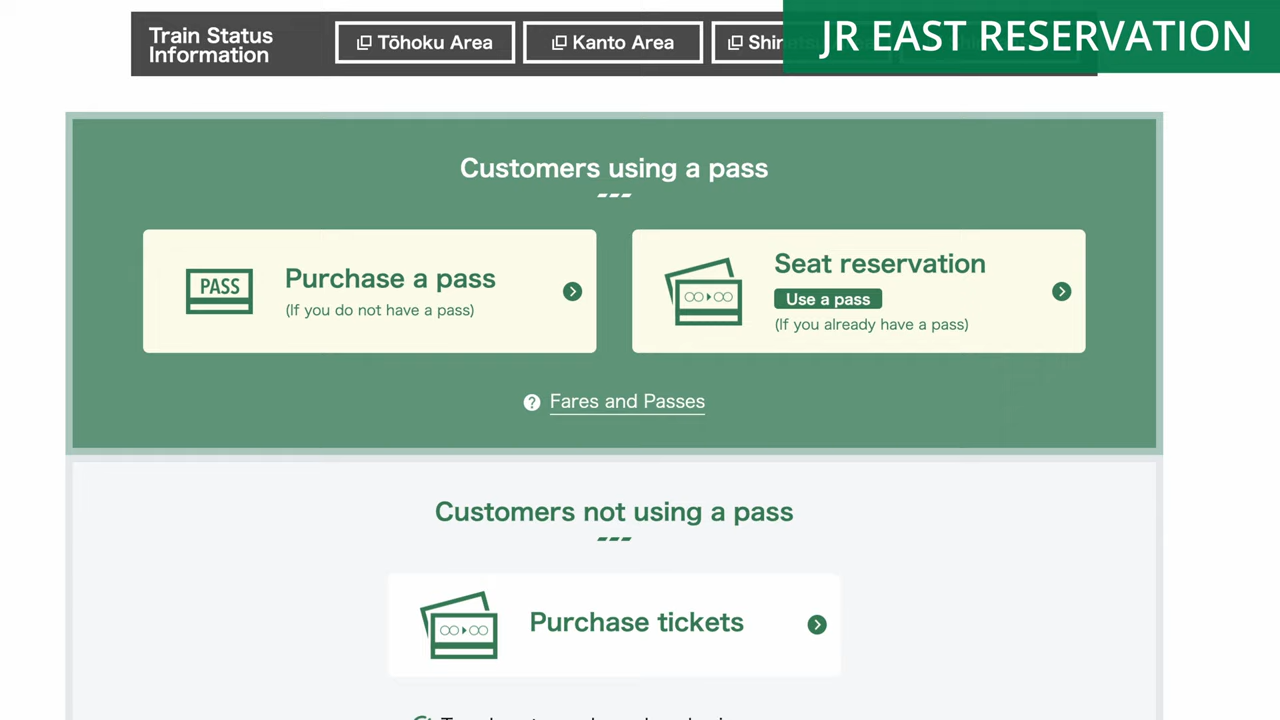 JR EAST RESERVATION
Train Status
Information
Tōhoku Area
Kanto Area
Customers using a pass
PASS
Purchase a pass
(If you do not have a pass)
Seat reservation
Use a pass
(If you already have a pass)
? Fares and Passes
Customers not using a pass
Purchase tickets